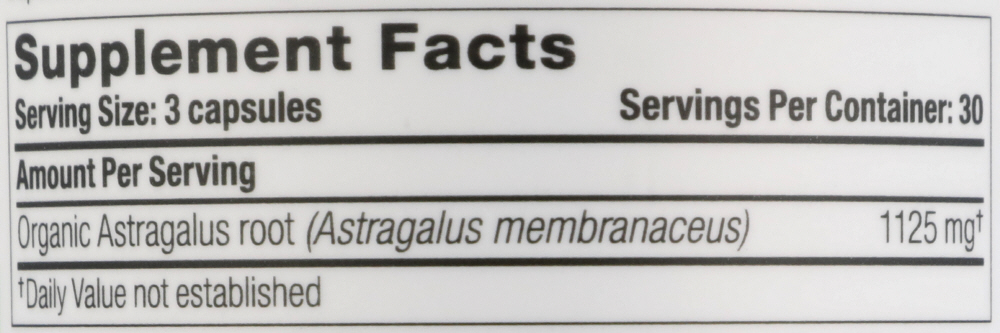 Supplement Facts
Serving Size: 3 capsules Servings Per Container: 30
Amount Per Serving
Organic Astragalus root (Astragalus membranaceus) 1125 mg†
†Daily Value not established